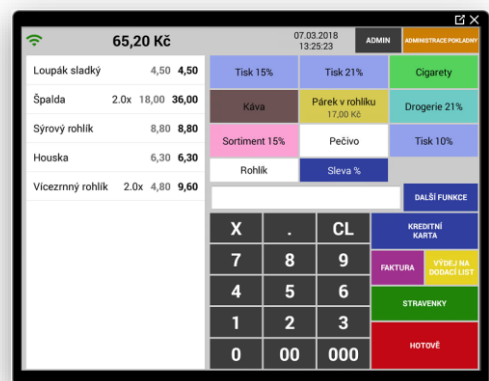 65,20 Kč
07.03.2018
13:25:23
ADMIN
ADMINISTRACE POKLADNY
Loupák sladký 4,50 4,50
Špalda 2.0x 18,00 36,00
Sýrový rohlík 8,80 8,80
Houska 6,30 6,30
Vícezrnný rohlík 2.0x 4,80 9,60
Tisk 15%
Tisk 21%
Cigarety
Káva
Párek v rohlíku
17,00 Kč
Drogerie 21%
Sortiment 15%
Pečivo
Tisk 10%
Rohlík
Sleva %
DALŠÍ FUNKCE
X . CL
KREDITNÍ
KARTA
7 8 9
FAKTURA
VÝDEJ NA
DODACÍ LIST
4 5 6
STRAVENKY
1 2 3
HOTOVĚ
0 00 000